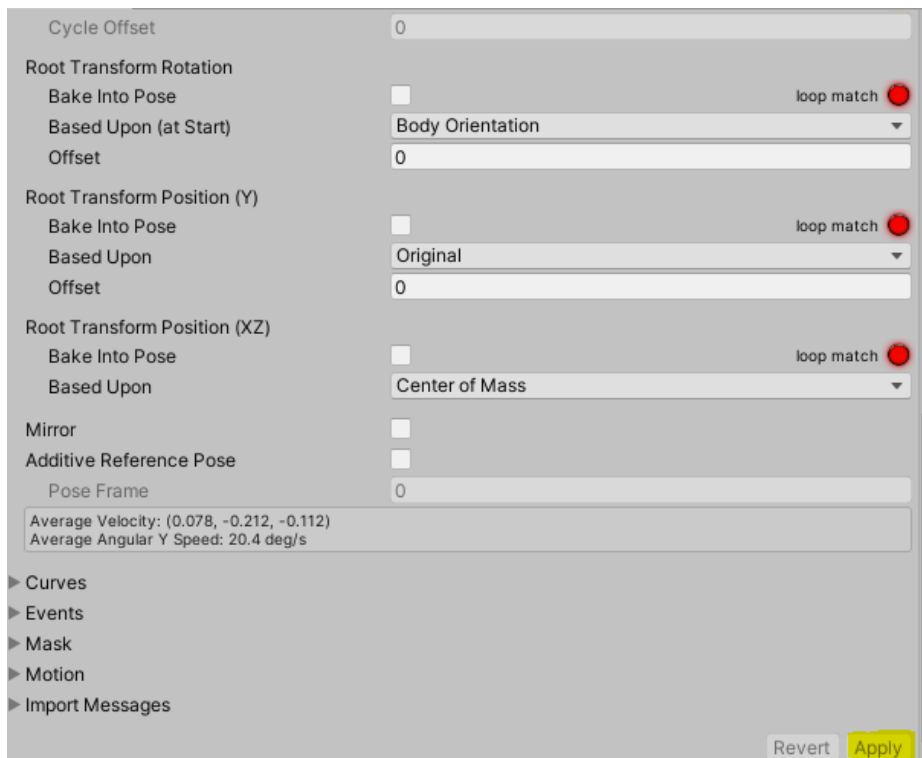 Cycle Offset 0
Root Transform Rotation
Bake Into Pose loop match
Based Upon (at Start) Body Orientation
Offset 0
Root Transform Position (Y)
Bake Into Pose loop match
Based Upon Original
Offset 0
Root Transform Position (XZ)
Bake Into Pose loop match
Based Upon Center of Mass
Mirror
Additive Reference Pose
Pose Frame 0
Average Velocity: (0.078, -0.212, -0.112)
Average Angular Y Speed: 20.4 deg/s
Curves
Events
Mask
Motion
Import Messages
Revert Apply